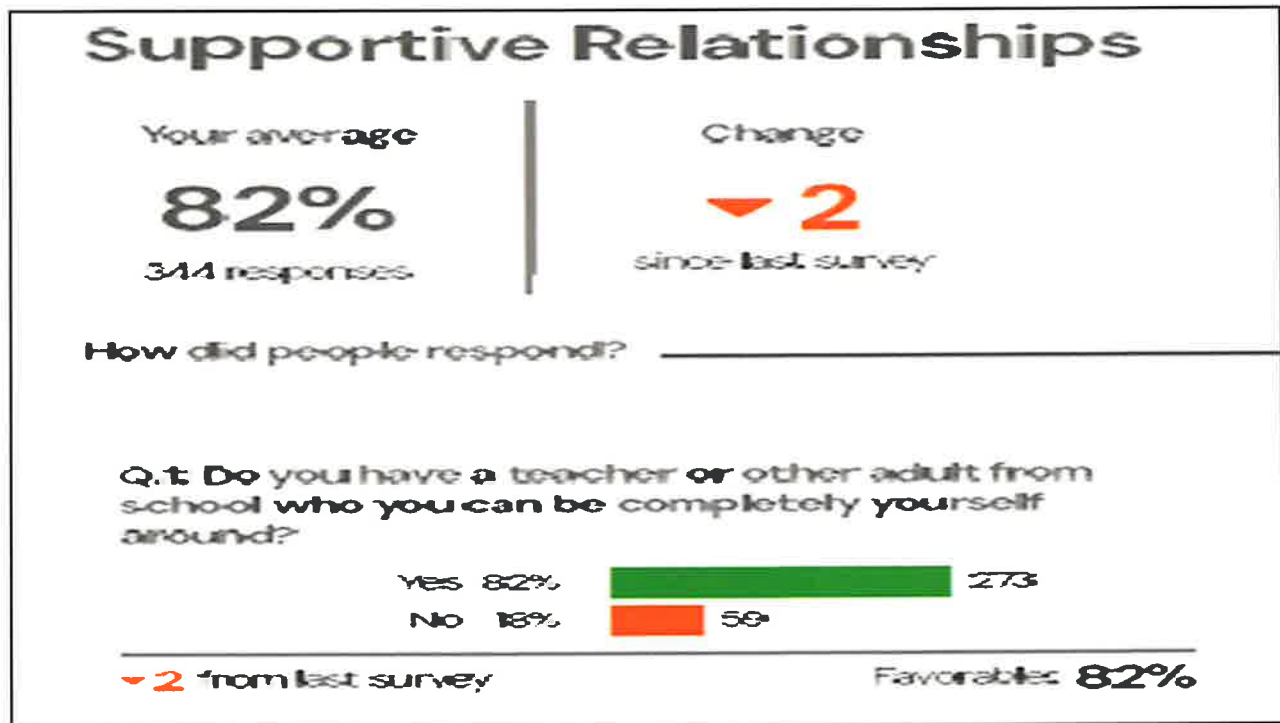 Supportive Relationships
Your average
Change
82%
▼ 2
344 responses
since last survey
How did people respond?
Q.1: Do you have a teacher or other adult from
school who you can be completely yourself
around?
Yes 82% 273
No 18% 59
▼ 2 from last survey
Favorable: 82%